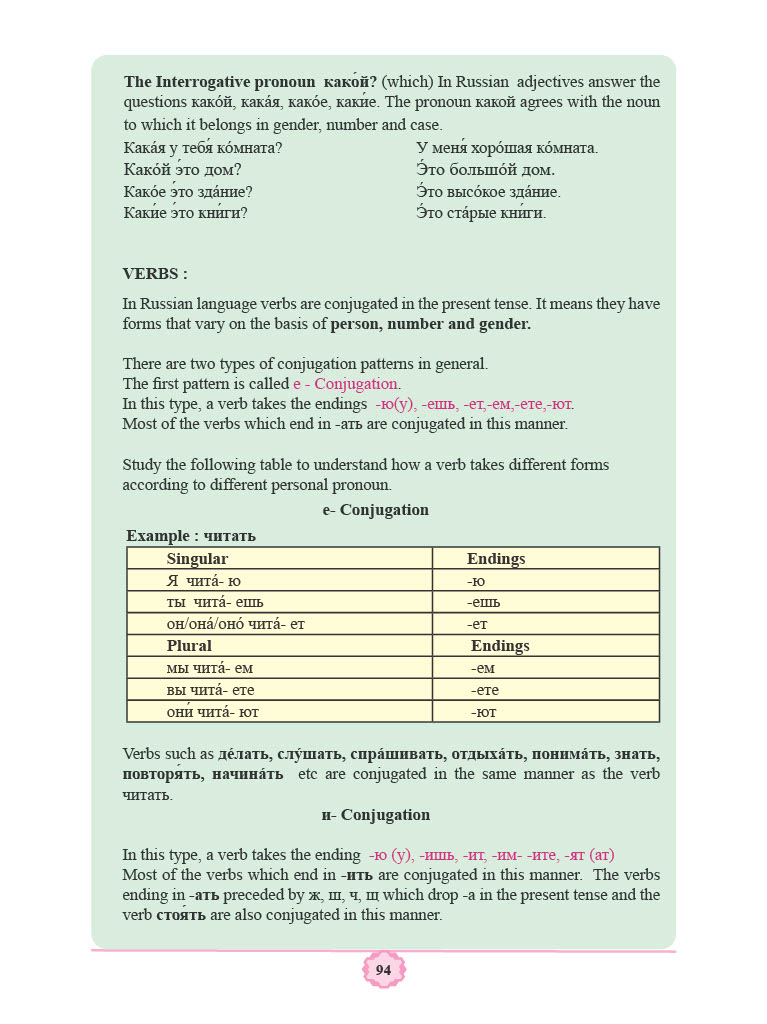 The Interrogative pronoun како́й? (which) In Russian adjectives answer the
questions како́й, кака́я, како́е, каки́е. The pronoun какой agrees with the noun
to which it belongs in gender, number and case.
Кака́я у тебя́ ко́мната? У меня́ хоро́шая ко́мната.
Како́й э́то дом? Э́то большо́й дом.
Како́е э́то зда́ние? Э́то высо́кое зда́ние.
Каки́е э́то кни́ги? Э́то ста́рые кни́ги.
VERBS :
In Russian language verbs are conjugated in the present tense. It means they have
forms that vary on the basis of person, number and gender.
There are two types of conjugation patterns in general.
The first pattern is called е - Conjugation.
In this type, a verb takes the endings -ю(у), -ешь, -ет,-ем,-ете,-ют.
Most of the verbs which end in -ать are conjugated in this manner.
Study the following table to understand how a verb takes different forms
according to different personal pronoun.
е- Conjugation
Example : читать
Singular Endings
Я чита́- ю -ю
ты чита́- ешь -ешь
он/она́/оно́ чита́- ет -ет
Plural Endings
мы чита́- ем -ем
вы чита́- ете -ете
они́ чита́- ют -ют
Verbs such as де́лать, слу́шать, спра́шивать, отдыха́ть, понима́ть, знать,
повторя́ть, начина́ть etc are conjugated in the same manner as the verb
читать.
и- Conjugation
In this type, a verb takes the ending -ю (у), -ишь, -ит, -им- -ите, -ят (ат)
Most of the verbs which end in -ить are conjugated in this manner. The verbs
ending in -ать preceded by ж, ш, ч, щ which drop -а in the present tense and the
verb стоя́ть are also conjugated in this manner.
94